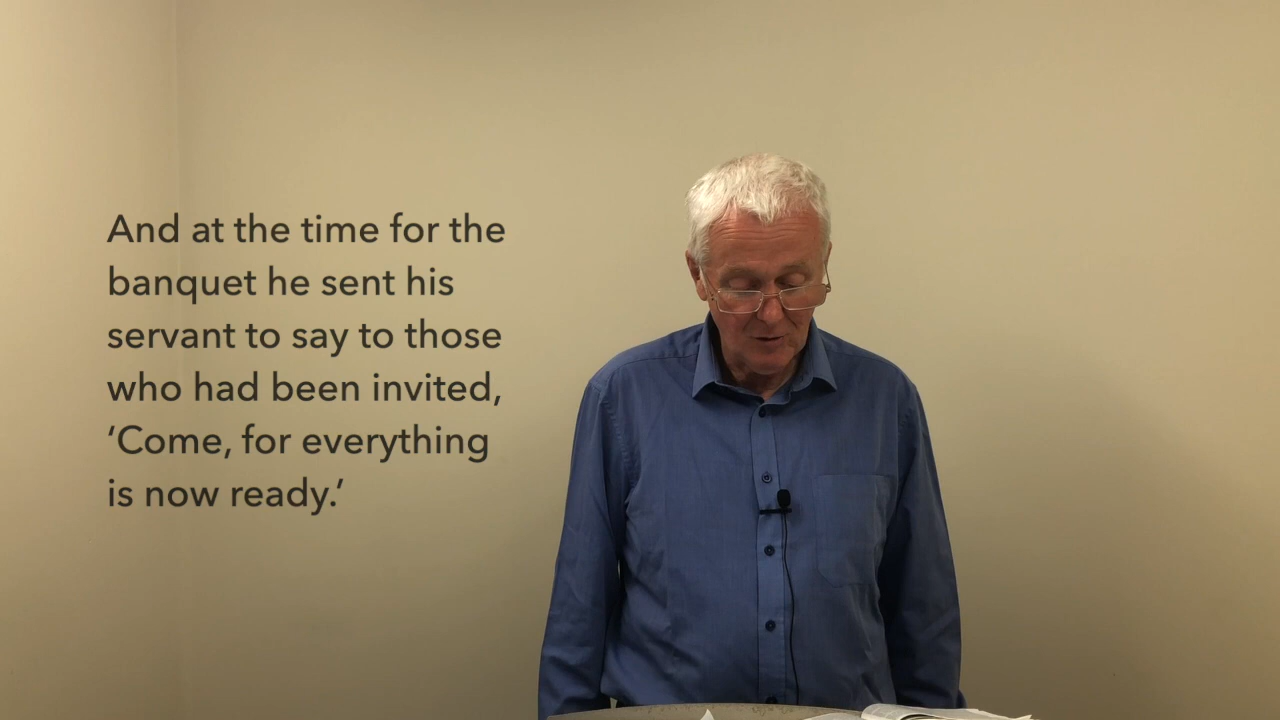 And at the time for the
banquet he sent his
servant to say to those
who had been invited,
‘Come, for everything
is now ready.’